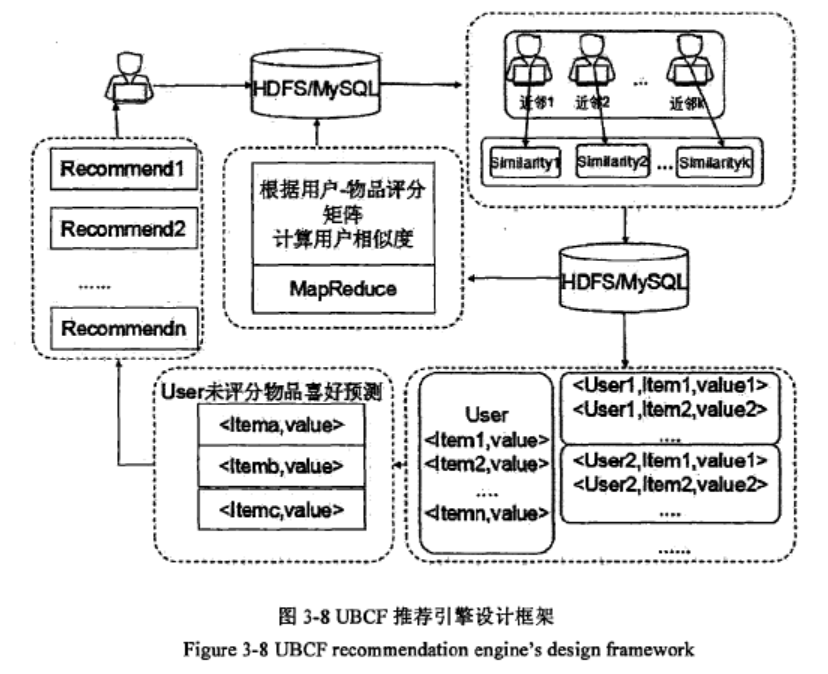 HDFS/MySQL
近邻1
近邻2
...
近邻k
Similarity1
Similarity2
...
Similarityk
Recommend1
Recommend2
......
Recommendn
根据用户-物品评分
矩阵
计算用户相似度
MapReduce
HDFS/MySQL
User未评分物品喜好预测
<Itema,value>
<Itemb,value>
<Itemc,value>
User
<Item1,value>
<Item2,value>
....
<Itemn,value>
<User1,Item1,value1>
<User1,Item2,value2>
....
<User2,Item1,value1>
<User2,Item2,value2>
....
......
图 3-8 UBCF 推荐引擎设计框架
Figure 3-8 UBCF recommendation engine's design framework